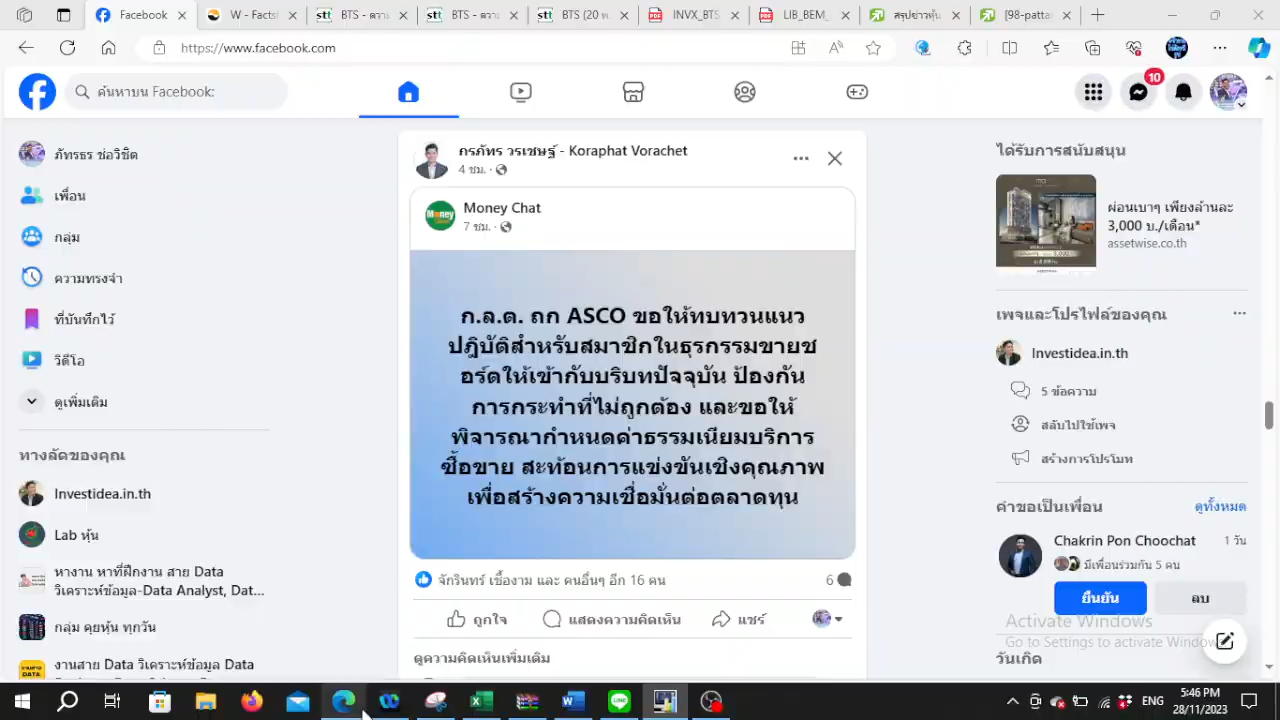 Facebook
W - Factsl
BTS - ตาร
BTS - ตาร
BTS (20 พ.
INVX_BTS
LIB_BEM_
สรุปข่าวหุ้น
[98-pattar
https://www.facebook.com
ค้นหาบน Facebook:
10
ภัทรธร ช่อวิชิต
เพื่อน
กลุ่ม
ความทรงจำ
ที่บันทึกไว้
วิดีโอ
ดูเพิ่มเติม
ทางลัดของคุณ
Investidea.in.th
Lab หุ้น
หางาน หาที่ฝึกงาน สาย Data
วิเคราะห์ข้อมูล-Data Analyst, Dat...
กลุ่ม คุยหุ้น ทุกวัน
งานสาย Data วิเคราะห์ข้อมูล Data
กรภัทร วรเชษฐ์ - Koraphat Vorachet
4 ชม.
Money Chat
7 ชม.
ก.ล.ต. ถก ASCO ขอให้ทบทวนแนว
ปฏิบัติสำหรับสมาชิกในธุรกรรมขายช
อร์ตให้เข้ากับบริบทปัจจุบัน ป้องกัน
การกระทำที่ไม่ถูกต้อง และขอให้
พิจารณากำหนดค่าธรรมเนียมบริการ
ซื้อขาย สะท้อนการแข่งขันเชิงคุณภาพ
เพื่อสร้างความเชื่อมั่นต่อตลาดทุน
จักรินทร์ เชื้องาม และ คนอื่นๆ อีก 16 คน
6
ถูกใจ
แสดงความคิดเห็น
แชร์
ดูความคิดเห็นเพิ่มเติม
ได้รับการสนับสนุน
ผ่อนเบาๆ เพียงล้านละ
3,000 บ./เดือน*
assetwise.co.th
เพจและโปรไฟล์ของคุณ
Investidea.in.th
5 ข้อความ
สลับไปใช้เพจ
สร้างการโปรโมท
คำขอเป็นเพื่อน
ดูทั้งหมด
Chakrin Pon Choochat
1 วัน
มีเพื่อนร่วมกัน 5 คน
ยืนยัน
ลบ
Activate Windows
Go to Settings to activate Windows.
วันเกิด
ENG
5:46 PM
28/11/2023